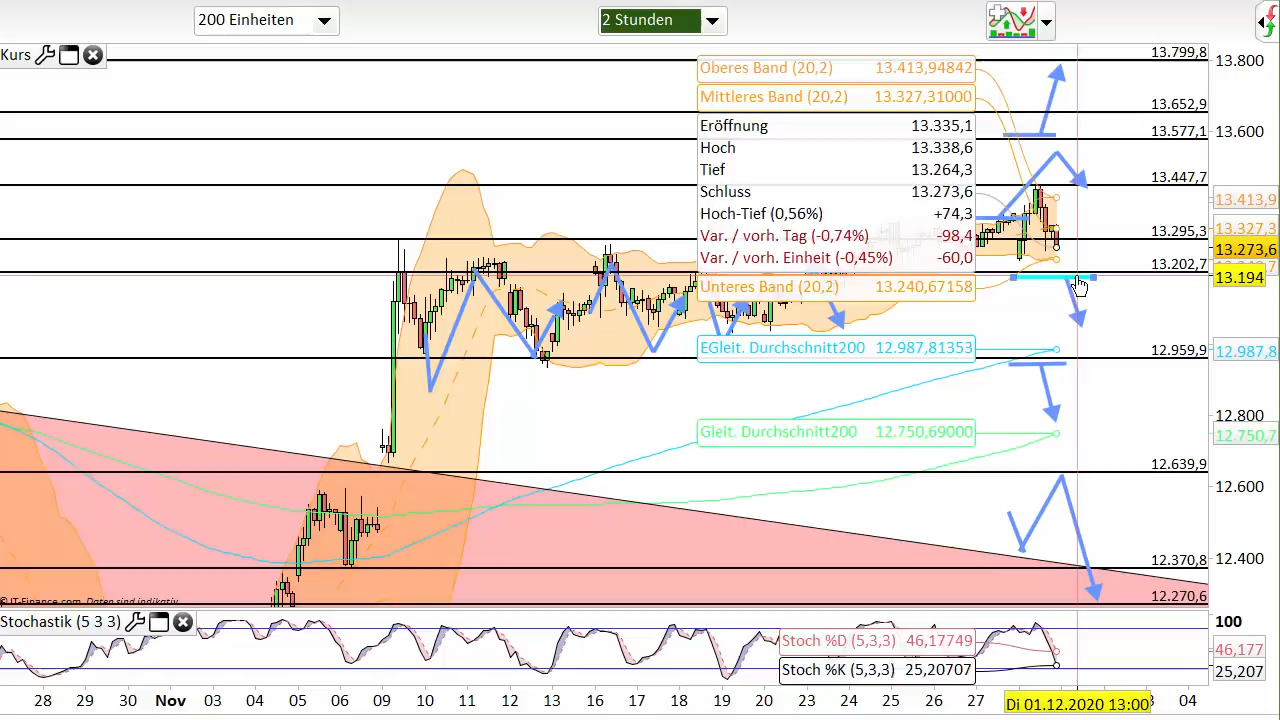 200 Einheiten
2 Stunden
Kurs
Oberes Band (20,2) 13.413,94842
Mittleres Band (20,2) 13.327,31000
Eröffnung 13.335,1
Hoch 13.338,6
Tief 13.264,3
Schluss 13.273,6
Hoch-Tief (0,56%) +74,3
Var. / vorh. Tag (-0,74%) -98,4
Var. / vorh. Einheit (-0,45%) -60,0
Unteres Band (20,2) 13.240,67158
EGleit. Durchschnitt200 12.987,81353
Gleit. Durchschnitt200 12.750,69000
13.799,8
13.652,9
13.577,1
13.447,7
13.295,3
13.202,7
12.959,9
12.639,9
12.370,8
12.270,6
13.800
13.600
13.413,9
13.327,3
13.273,6
13.194
12.987,8
12.800
12.750,7
12.600
12.400
© IT-Finance.com Daten sind indikativ
Stochastik (5 3 3)
Stoch %D (5,3,3) 46,17749
Stoch %K (5,3,3) 25,20707
100
46,177
25,207
28 29 30 Nov 03 04 05 06 10 11 12 13 16 17 18 19 20 23 24 25 26 27 Di 01.12.2020 13:00 04